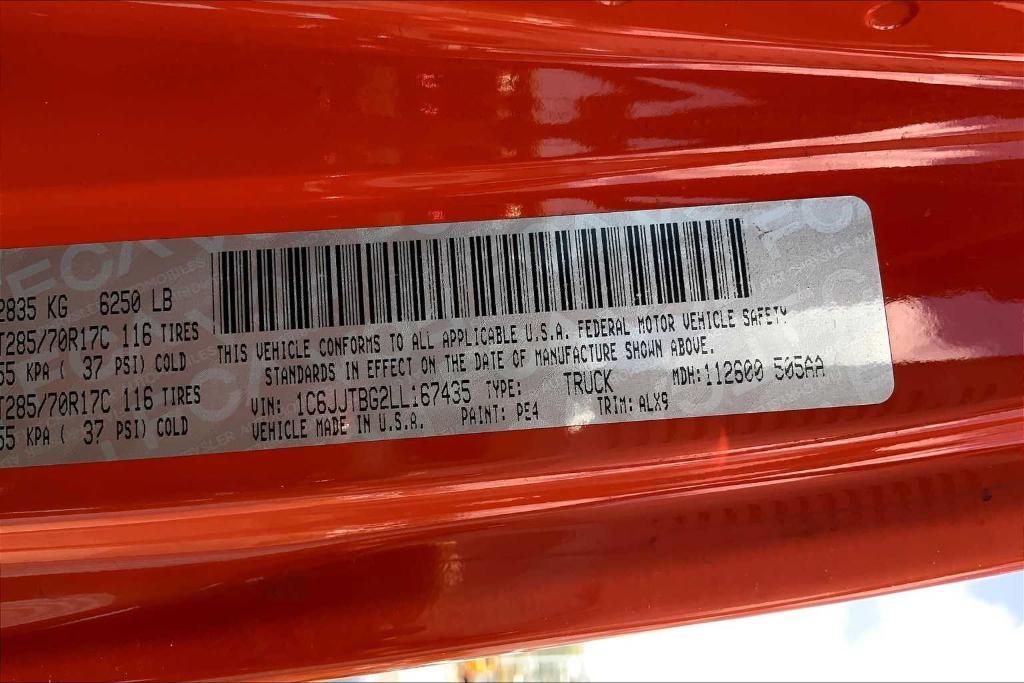 2835 KG 6250 LB
T285/70R17C 116 TIRES
55 KPA ( 37 PSI) COLD
T285/70R17C 116 TIRES
55 KPA ( 37 PSI) COLD
THIS VEHICLE CONFORMS TO ALL APPLICABLE U.S.A. FEDERAL MOTOR VEHICLE SAFETY
STANDARDS IN EFFECT ON THE DATE OF MANUFACTURE SHOWN ABOVE.
VIN: 1C6JJTBG2LL167435 TYPE: TRUCK MDH:112600 505AA
VEHICLE MADE IN U.S.A. PAINT: PE4 TRIM: ALX9